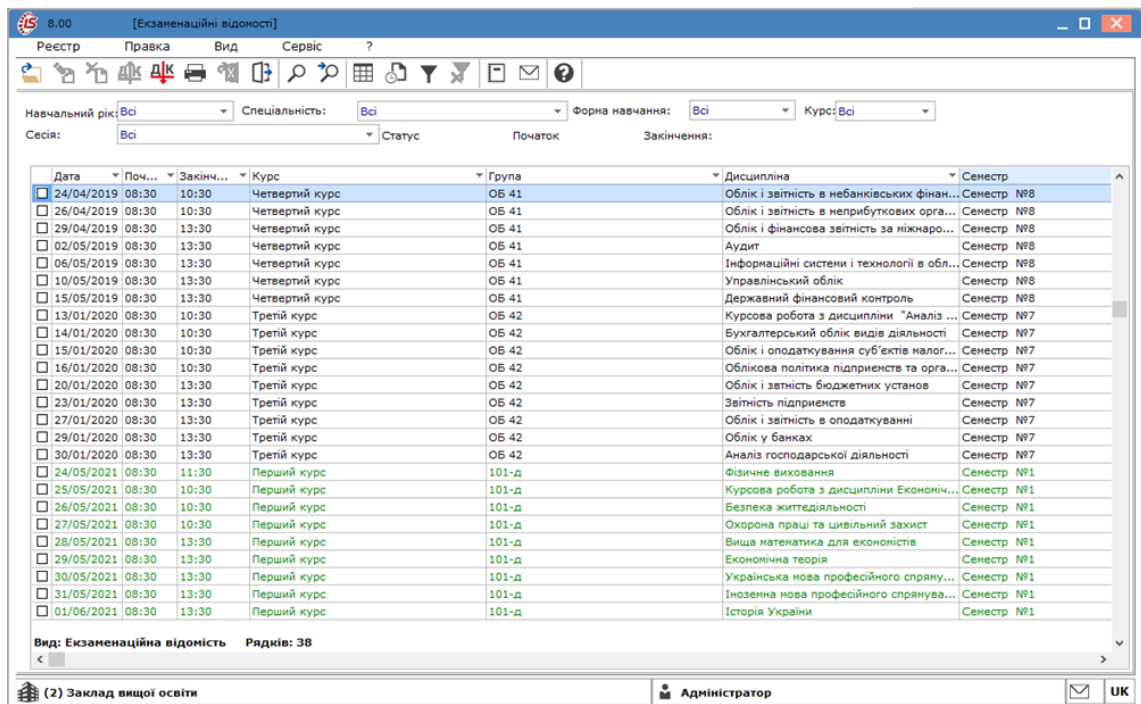 8.00 [Екзаменаційні відомості]
Реєстр Правка Вид Сервіс ?
Навчальний рік: Всі Спеціальність: Всі Форма навчання: Всі Курс: Всі
Сесія: Всі Статус Початок Закінчення:
Дата Поч... Закінч... Курс Група Дисципліна Семестр
24/04/2019 08:30 10:30 Четвертий курс ОБ 41 Облік і звітність в небанківських фінан... Семестр №8
26/04/2019 08:30 10:30 Четвертий курс ОБ 41 Облік і звітність в неприбуткових орга... Семестр №8
29/04/2019 08:30 13:30 Четвертий курс ОБ 41 Облік і фінансова звітність за міжнаро... Семестр №8
02/05/2019 08:30 13:30 Четвертий курс ОБ 41 Аудит Семестр №8
06/05/2019 08:30 13:30 Четвертий курс ОБ 41 Інформаційні системи і технології в обл... Семестр №8
10/05/2019 08:30 13:30 Четвертий курс ОБ 41 Управлінський облік Семестр №8
15/05/2019 08:30 13:30 Четвертий курс ОБ 41 Державний фінансовий контроль Семестр №8
13/01/2020 08:30 10:30 Третій курс ОБ 42 Курсова робота з дисципліни "Аналіз ... Семестр №7
14/01/2020 08:30 10:30 Третій курс ОБ 42 Бухгалтерський облік видів діяльності Семестр №7
15/01/2020 08:30 10:30 Третій курс ОБ 42 Облік і оподаткування суб’єктів малог... Семестр №7
16/01/2020 08:30 10:30 Третій курс ОБ 42 Облікова політика підприємств та орга... Семестр №7
20/01/2020 08:30 13:30 Третій курс ОБ 42 Облік і звтність бюджетних установ Семестр №7
23/01/2020 08:30 13:30 Третій курс ОБ 42 Звітність підприємств Семестр №7
27/01/2020 08:30 13:30 Третій курс ОБ 42 Облік і звітність в оподаткуванні Семестр №7
29/01/2020 08:30 13:30 Третій курс ОБ 42 Облік у банках Семестр №7
30/01/2020 08:30 13:30 Третій курс ОБ 42 Аналіз господарської діяльності Семестр №7
24/05/2021 08:30 11:30 Перший курс 101-д Фізичне виховання Семестр №1
25/05/2021 08:30 10:30 Перший курс 101-д Курсова робота з дисципліни Економіч... Семестр №1
26/05/2021 08:30 10:30 Перший курс 101-д Безпека життєдіяльності Семестр №1
27/05/2021 08:30 10:30 Перший курс 101-д Охорона праці та цивільний захист Семестр №1
28/05/2021 08:30 13:30 Перший курс 101-д Вища математика для економістів Семестр №1
29/05/2021 08:30 13:30 Перший курс 101-д Економічна теорія Семестр №1
30/05/2021 08:30 13:30 Перший курс 101-д Українська мова професійного спряму... Семестр №1
31/05/2021 08:30 13:30 Перший курс 101-д Іноземна мова професійного спрямува... Семестр №1
01/06/2021 08:30 13:30 Перший курс 101-д Історія України Семестр №1
Вид: Екзаменаційна відомість Рядків: 38
(2) Заклад вищої освіти Адміністратор UK